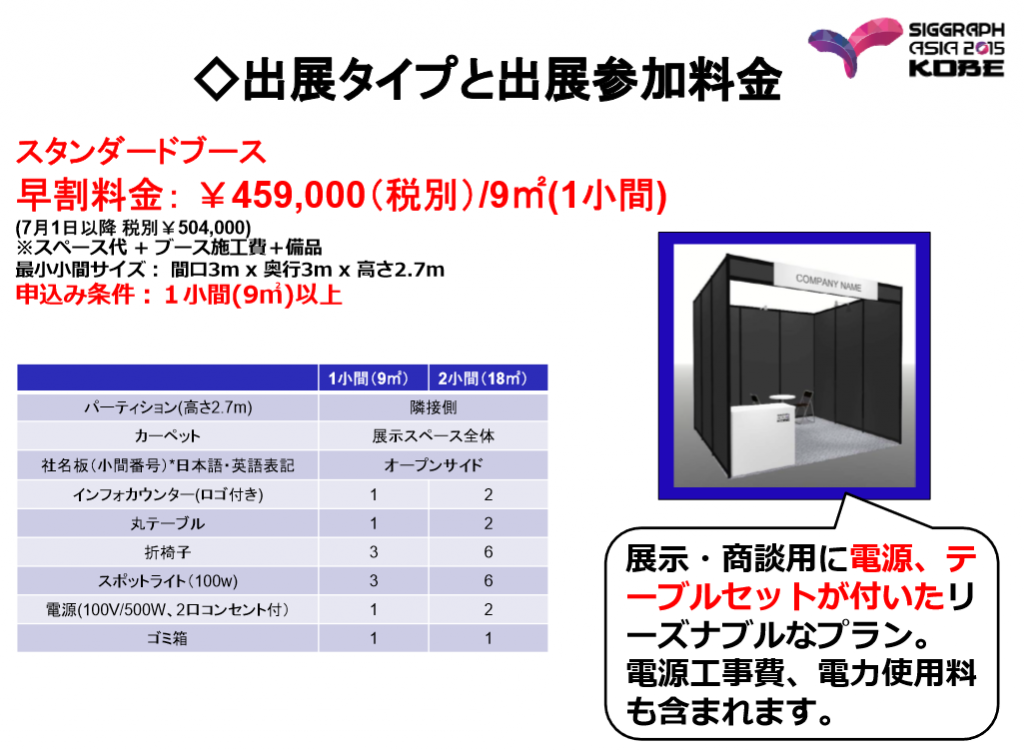 SIGGRAPH
ASIA 2015
KOBE
◇出展タイプと出展参加料金
スタンダードブース
早割料金： ￥459,000（税別）/9㎡(1小間)
(7月1日以降 税別￥504,000)
※スペース代 + ブース施工費＋備品
最小小間サイズ： 間口3m x 奥行3m x 高さ2.7m
申込み条件：１小間(9㎡)以上
COMPANY NAME
1小間（9㎡） 2小間（18㎡）
パーティション(高さ2.7m) 隣接側
カーペット 展示スペース全体
社名板（小間番号）*日本語・英語表記 オープンサイド
インフォカウンター(ロゴ付き) 1 2
丸テーブル 1 2
折椅子 3 6
スポットライト（100w) 3 6
電源(100V/500W、2口コンセント付） 1 2
ゴミ箱 1 1
展示・商談用に電源、テ
ーブルセットが付いたリ
ーズナブルなプラン。
電源工事費、電力使用料
も含まれます。